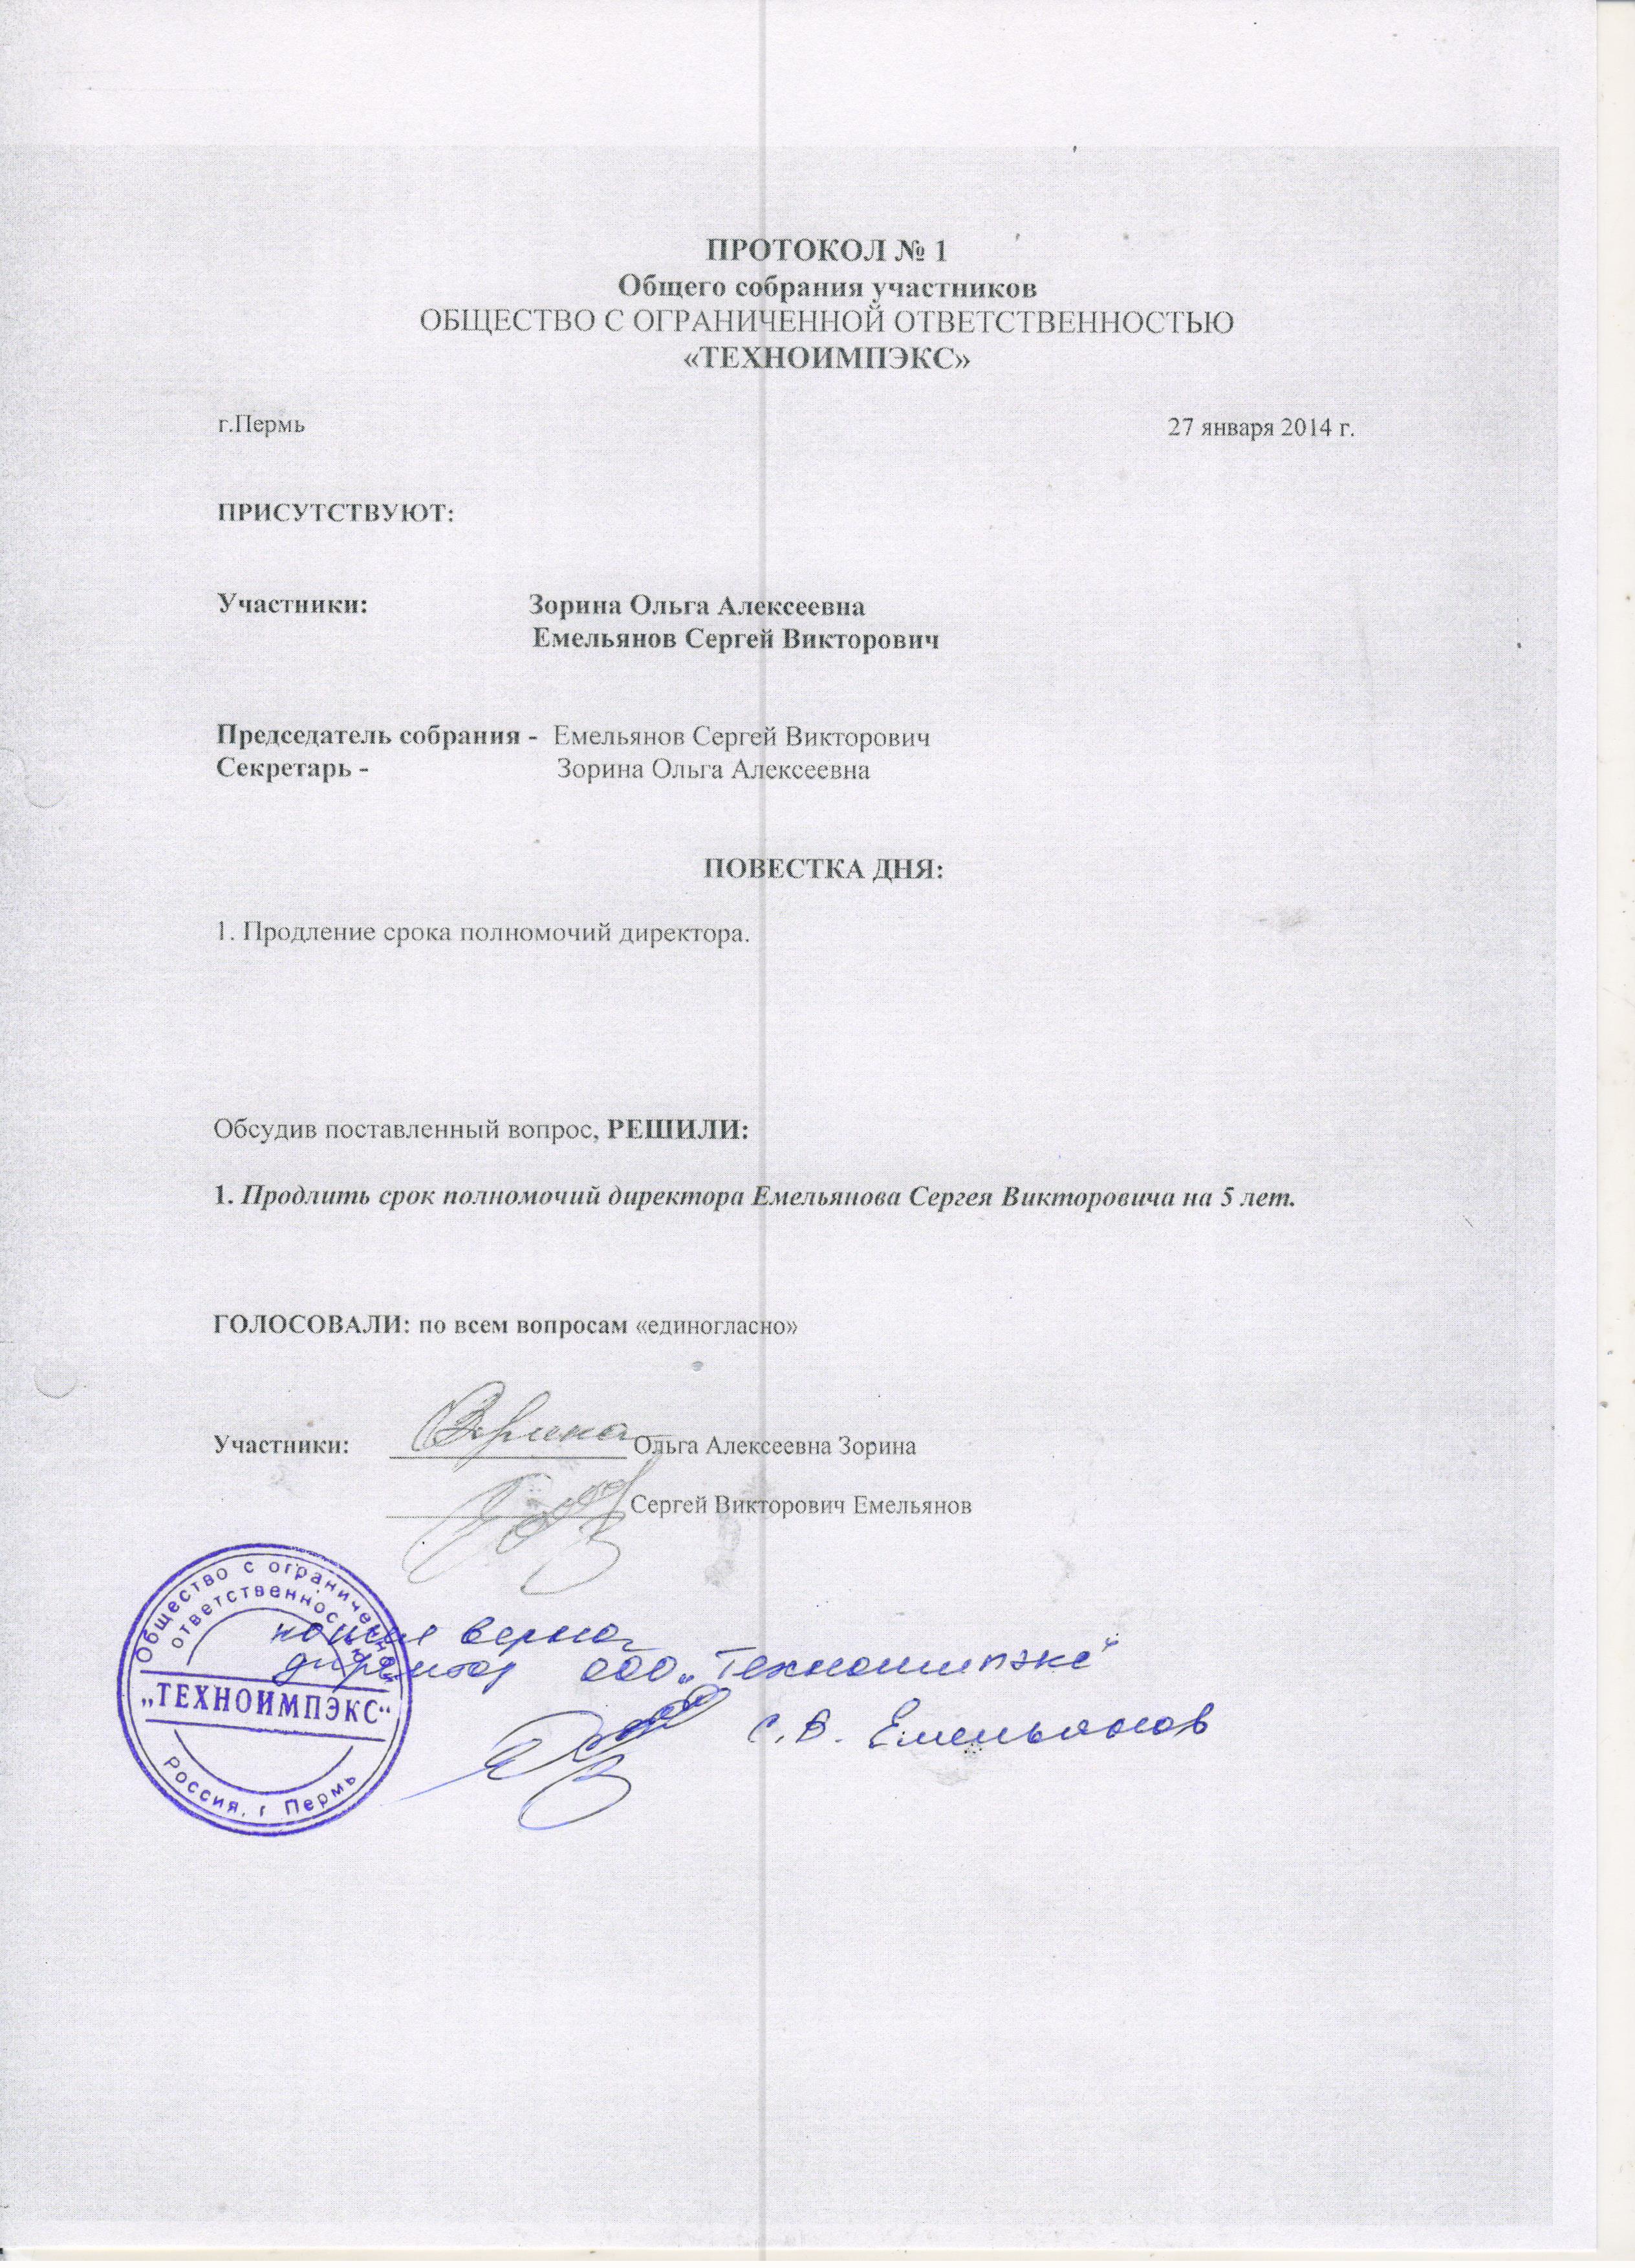 ПРОТОКОЛ № 1
Общего собрания участников
ОБЩЕСТВО С ОГРАНИЧЕННОЙ ОТВЕТСТВЕННОСТЬЮ
«ТЕХНОИМПЭКС»
г.Пермь 27 января 2014 г.
ПРИСУТСТВУЮТ:
Участники: Зорина Ольга Алексеевна
Емельянов Сергей Викторович
Председатель собрания - Емельянов Сергей Викторович
Секретарь - Зорина Ольга Алексеевна
ПОВЕСТКА ДНЯ:
1. Продление срока полномочий директора.
Обсудив поставленный вопрос, РЕШИЛИ:
1. Продлить срок полномочий директора Емельянова Сергея Викторовича на 5 лет.
ГОЛОСОВАЛИ: по всем вопросам «единогласно»
Участники: Зорина Ольга Алексеевна Зорина
Сергей Викторович Емельянов
Общество с ограниченной
ответственностью
„ТЕХНОИМПЭКС“
Россия, г Пермь
копия верна
директор ООО „Техноимпэкс“
С.В. Емельянов